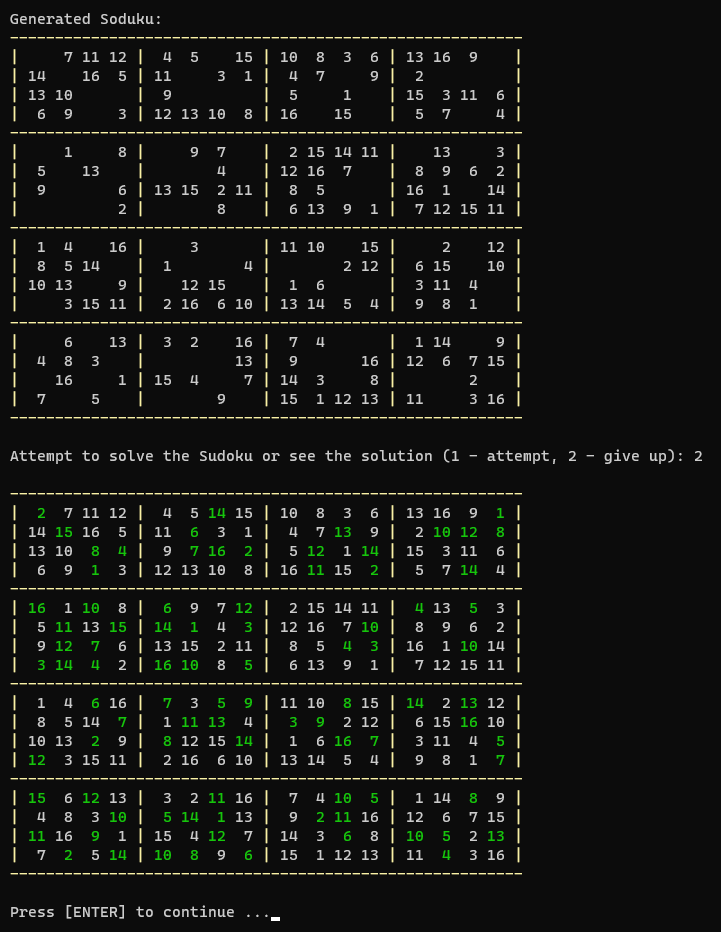 Generated Soduku:
---------------------------------------------------------
|     7 11 12 |  4  5    15 | 10  8  3  6 | 13 16  9    |
| 14    16  5 | 11     3  1 |  4  7     9 |  2          |
| 13 10       |  9          |  5     1    | 15  3 11  6 |
|  6  9     3 | 12 13 10  8 | 16    15    |  5  7     4 |
---------------------------------------------------------
|     1     8 |     9  7    |  2 15 14 11 |    13     3 |
|  5    13    |        4    | 12 16  7    |  8  9  6  2 |
|  9        6 | 13 15  2 11 |  8  5       | 16  1    14 |
|           2 |        8    |  6 13  9  1 |  7 12 15 11 |
---------------------------------------------------------
|  1  4    16 |     3       | 11 10    15 |     2    12 |
|  8  5 14    |  1        4 |        2 12 |  6 15    10 |
| 10 13     9 |    12 15    |  1  6       |  3 11  4    |
|     3 15 11 |  2 16  6 10 | 13 14  5  4 |  9  8  1    |
---------------------------------------------------------
|     6    13 |  3  2    16 |  7  4       |  1 14     9 |
|  4  8  3    |          13 |  9       16 | 12  6  7 15 |
|    16     1 | 15  4     7 | 14  3     8 |        2    |
|  7     5    |        9    | 15  1 12 13 | 11     3 16 |
---------------------------------------------------------
Attempt to solve the Sudoku or see the solution (1 - attempt, 2 - give up): 2
---------------------------------------------------------
|  2  7 11 12 |  4  5 14 15 | 10  8  3  6 | 13 16  9  1 |
| 14 15 16  5 | 11  6  3  1 |  4  7 13  9 |  2 10 12  8 |
| 13 10  8  4 |  9  7 16  2 |  5 12  1 14 | 15  3 11  6 |
|  6  9  1  3 | 12 13 10  8 | 16 11 15  2 |  5  7 14  4 |
---------------------------------------------------------
| 16  1 10  8 |  6  9  7 12 |  2 15 14 11 |  4 13  5  3 |
|  5 11 13 15 | 14  1  4  3 | 12 16  7 10 |  8  9  6  2 |
|  9 12  7  6 | 13 15  2 11 |  8  5  4  3 | 16  1 10 14 |
|  3 14  4  2 | 16 10  8  5 |  6 13  9  1 |  7 12 15 11 |
---------------------------------------------------------
|  1  4  6 16 |  7  3  5  9 | 11 10  8 15 | 14  2 13 12 |
|  8  5 14  7 |  1 11 13  4 |  3  9  2 12 |  6 15 16 10 |
| 10 13  2  9 |  8 12 15 14 |  1  6 16  7 |  3 11  4  5 |
| 12  3 15 11 |  2 16  6 10 | 13 14  5  4 |  9  8  1  7 |
---------------------------------------------------------
| 15  6 12 13 |  3  2 11 16 |  7  4 10  5 |  1 14  8  9 |
|  4  8  3 10 |  5 14  1 13 |  9  2 11 16 | 12  6  7 15 |
| 11 16  9  1 | 15  4 12  7 | 14  3  6  8 | 10  5  2 13 |
|  7  2  5 14 | 10  8  9  6 | 15  1 12 13 | 11  4  3 16 |
---------------------------------------------------------
Press [ENTER] to continue ...